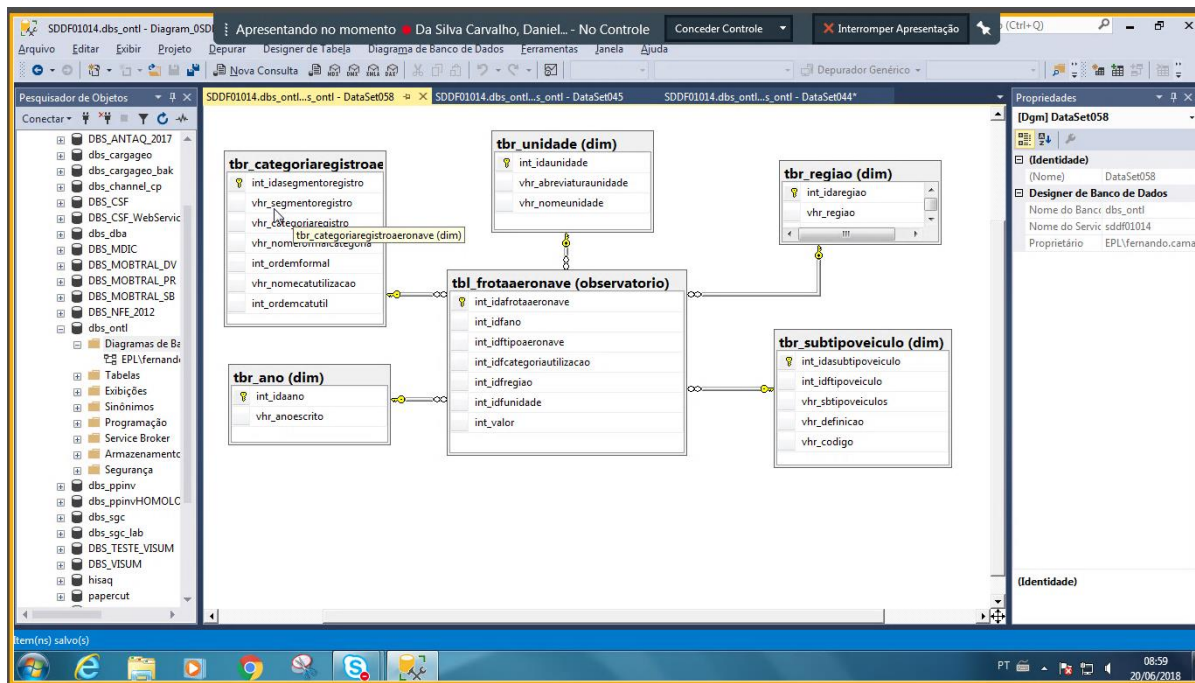 SDDF01014.dbs_ontl - Diagram_0SD
Apresentando no momento Da Silva Carvalho, Daniel... - No Controle
Conceder Controle
Interromper Apresentação
(Ctrl+Q)
Arquivo Editar Exibir Projeto Depurar Designer de Tabela Diagrama de Banco de Dados Ferramentas Janela Ajuda
Nova Consulta
Depurador Genérico
Pesquisador de Objetos
SDDF01014.dbs_ontl...s_ontl - DataSet058
SDDF01014.dbs_ontl...s_ontl - DataSet045
SDDF01014.dbs_ontl...s_ontl - DataSet044*
Conectar
DBS_ANTAQ_2017
dbs_cargageo
dbs_cargageo_bak
dbs_channel_cp
DBS_CSF
DBS_CSF_WebServic
dbs_dba
DBS_MDIC
DBS_MOBTRAL_DV
DBS_MOBTRAL_PR
DBS_MOBTRAL_SB
DBS_NFE_2012
dbs_ontl
Diagramas de Ba
EPL\fernand
Tabelas
Exibições
Sinônimos
Programação
Service Broker
Armazenamento
Segurança
dbs_ppinv
dbs_ppinvHOMOLC
dbs_sgc
dbs_sgc_lab
DBS_TESTE_VISUM
DBS_VISUM
hisaq
papercut
tbr_categoriaregistroae
int_idasegmentoregistro
vhr_segmentoregistro
vhr_categoriaregistro
tbr_categoriaregistroaeronave (dim)
vhr_nomeformalcategoria
int_ordemformal
vhr_nomecatutilizacao
int_ordemcatutil
tbr_unidade (dim)
int_idaunidade
vhr_abreviaturaunidade
vhr_nomeunidade
tbr_regiao (dim)
int_idaregiao
vhr_regiao
tbl_frotaaeronave (observatorio)
int_idafrotaaeronave
int_idfano
int_idftipoaeronave
int_idfcategoriautilizacao
int_idfregiao
int_idfunidade
int_valor
tbr_ano (dim)
int_idaano
vhr_anoescrito
tbr_subtipoveiculo (dim)
int_idasubtipoveiculo
int_idftipoveiculo
vhr_sbtipoveiculos
vhr_definicao
vhr_codigo
Propriedades
[Dgm] DataSet058
(Identidade)
(Nome) DataSet058
Designer de Banco de Dados
Nome do Banc dbs_ontl
Nome do Servic sddf01014
Proprietário EPL\fernando.cama
(Identidade)
Item(ns) salvo(s)
PT
08:59
20/06/2018